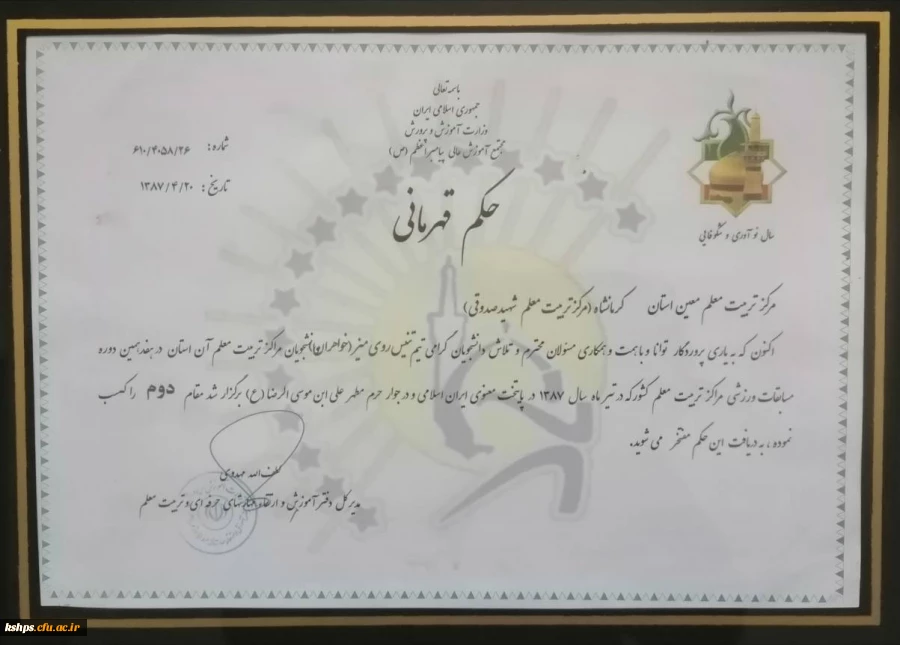 باسمه تعالی
جمهوری اسلامی ایران
وزارت آموزش و پرورش
مجتمع آموزش عالی پیامبر اعظم (ص)
شماره: ۶۱۰/۴۰۵۸/۲۶
تاریخ: ۱۳۸۷/۴/۲۰
سال نوآوری و شکوفایی
حکم قهرمانی
مرکز تربیت معلم معین استان کرمانشاه (مرکز تربیت معلم شهید صدوقی)
اکنون که به یاری پروردگار توانا و با همت و همکاری مسئولان محترم و تلاش دانشجویان گرامی تیم تنیس روی میز (خواهران) دانشجویان مراکز تربیت معلم آن استان در هفدهمین دوره
مسابقات ورزشی مراکز تربیت معلم کشور که در تیر ماه سال ۱۳۸۷ در پایتخت معنوی ایران اسلامی و در جوار حرم مطهر علی ابن موسی الرضا (ع) برگزار شد مقام دوم را کسب
نموده، به دریافت این حکم مفتخر می شوید.
لطف الله مهدوی
مدیر کل دفتر آموزش و ارتقاء مهارتهای حرفه ای و تربیت معلم
kshps.cfu.ac.ir